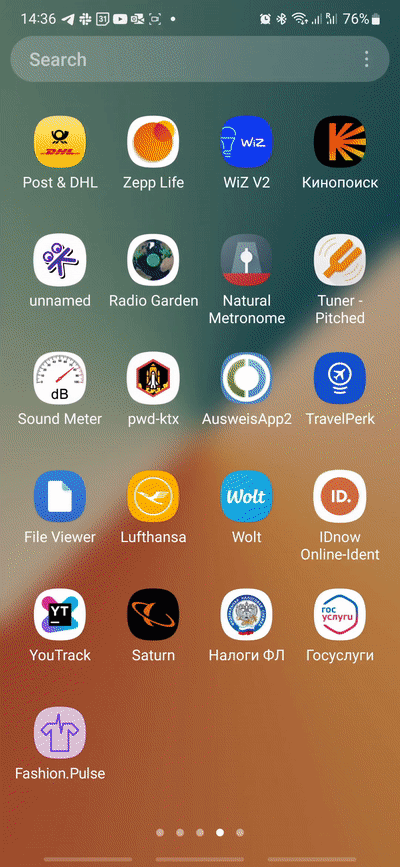 14:36 31 76%
Search
DHL WiZ
Post & DHL Zepp Life WiZ V2 Кинопоиск
unnamed Radio Garden Natural Metronome Tuner - Pitched
dB
Sound Meter pwd-ktx AusweisApp2 TravelPerk
Wolt ID.
File Viewer Lufthansa Wolt IDnow Online-Ident
YT гос услуги
YouTrack Saturn Налоги ФЛ Госуслуги
Fashion.Pulse